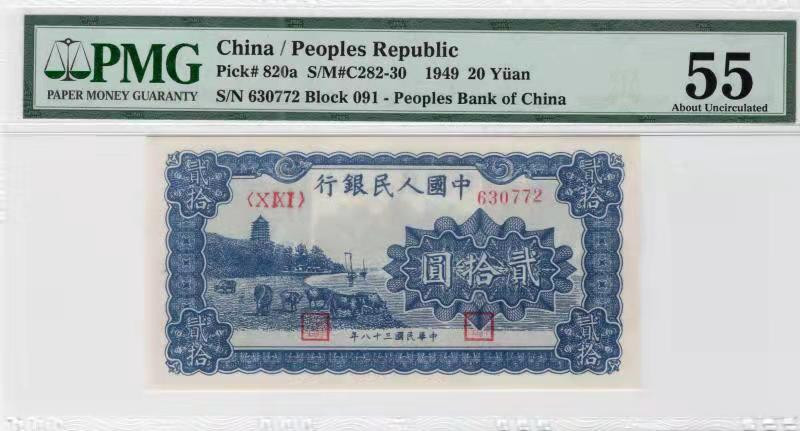 PMG
PAPER MONEY GUARANTY
China / Peoples Republic
Pick# 820a S/M#C282-30 1949 20 Yüan
S/N 630772 Block 091 - Peoples Bank of China
55
About Uncirculated
行銀民人國中
630772
圓拾貳
年八十三國民華中
貳拾
貳拾
貳拾
貳拾